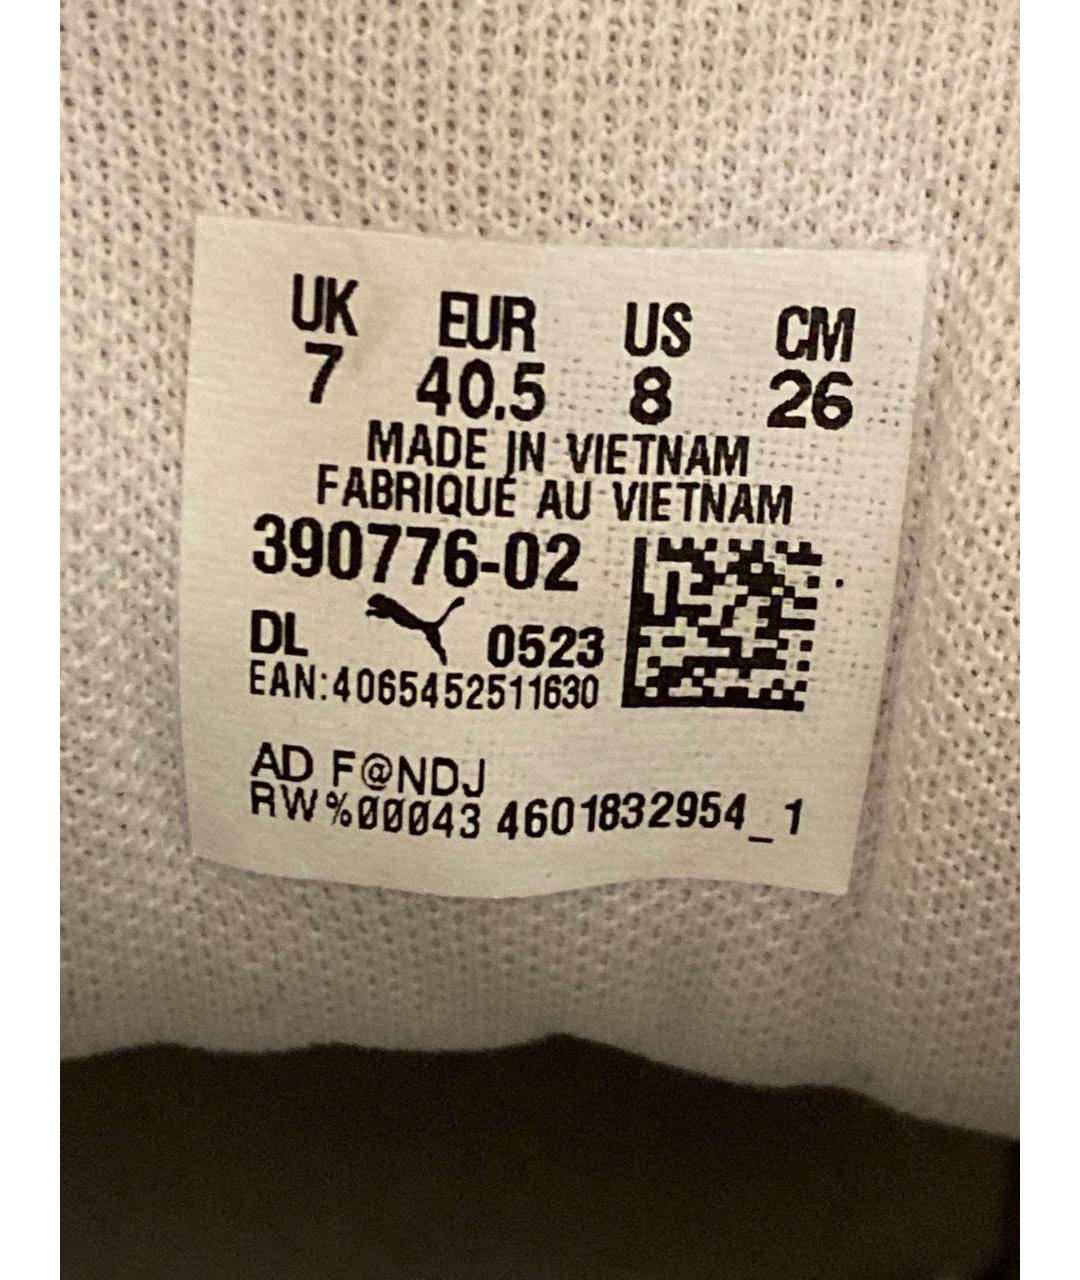 UK EUR US CM
7 40.5 8 26
MADE IN VIETNAM
FABRIQUÉ AU VIETNAM
390776-02
DL 0523
EAN:4065452511630
AD F@NDJ
RW%00043 4601832954_1